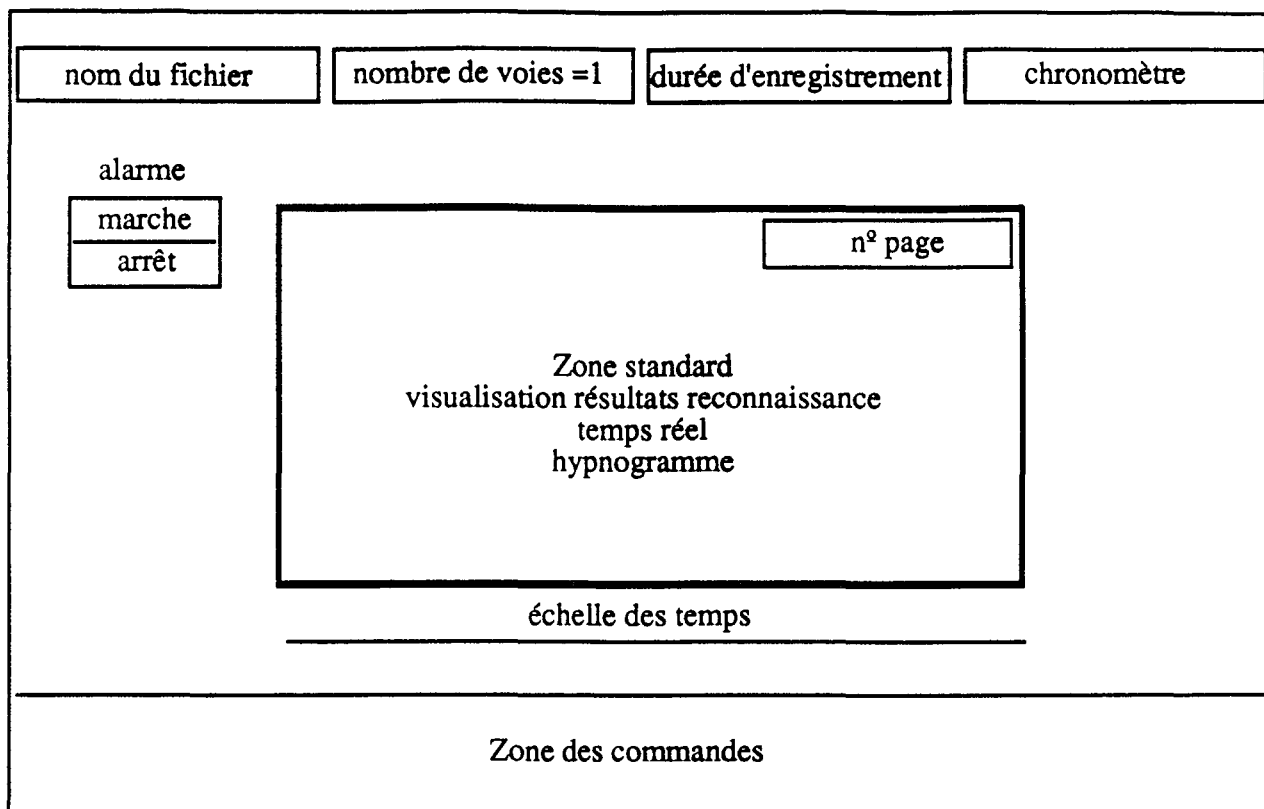 nom du fichier
nombre de voies =1
durée d'enregistrement
chronomètre
alarme
marche
arrêt
nº page
Zone standard
visualisation résultats reconnaissance
temps réel
hypnogramme
échelle des temps
Zone des commandes